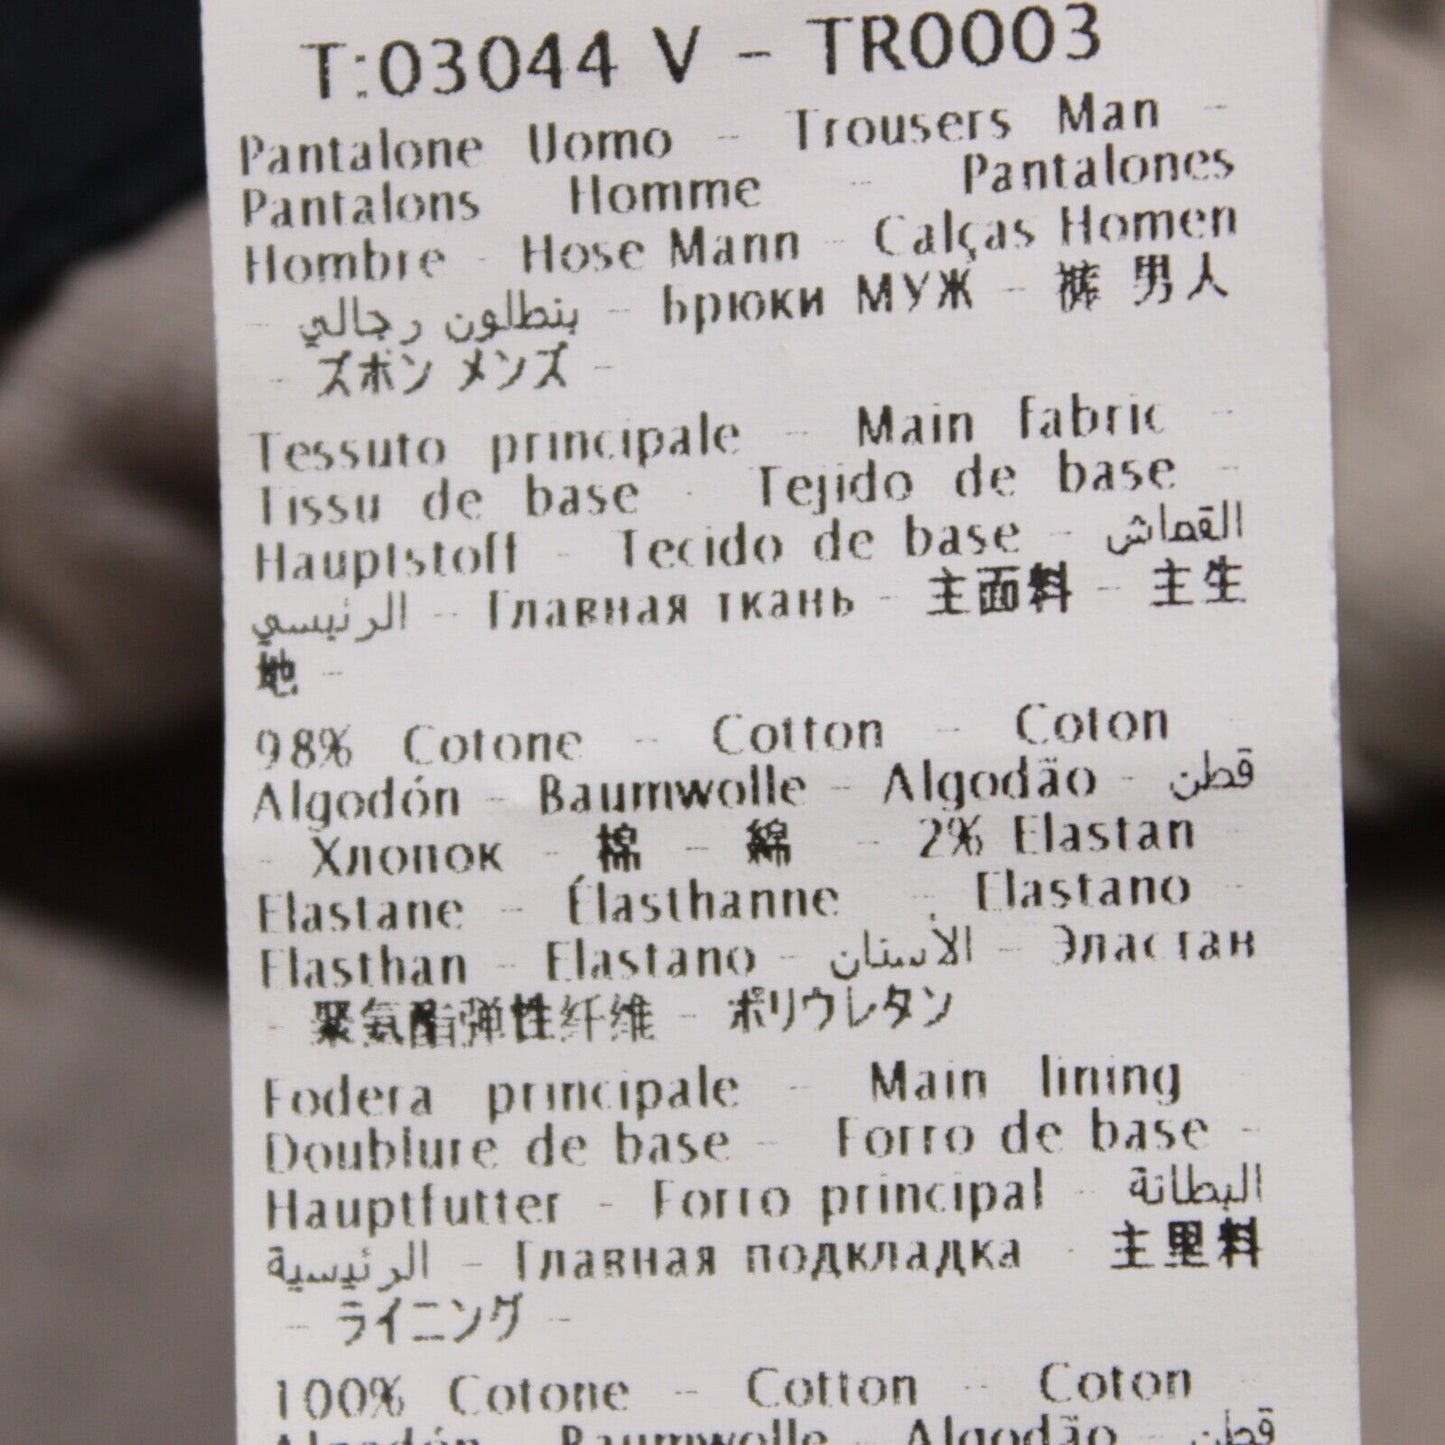 T:03044 V - TR0003
Pantalone Uomo - Trousers Man -
Pantalons Homme - Pantalones
Hombre - Hose Mann - Calças Homen
- بنطلون رجالي - Брюки МУЖ - 裤 男人
- ズボン メンズ -
Tessuto principale - Main fabric -
Tissu de base - Tejido de base -
Hauptstoff - Tecido de base - القماش
الرئيسي - Главная ткань - 主面料 - 主生
地 -
98% Cotone - Cotton - Coton -
Algodón - Baumwolle - Algodão - قطن
- Хлопок - 棉 - 綿 - 2% Elastan -
Elastane - Élasthanne - Elastano -
Elasthan - Elastano - الأستان - Эластан
- 聚氨酯弹性纤维 - ポリウレタン
Fodera principale - Main lining -
Doublure de base - Forro de base -
Hauptfutter - Forro principal - البطانة
الرئيسية - Главная подкладка - 主里料
- ライニング -
100% Cotone - Cotton - Coton -
Algodón - Baumwolle - Algodão - قطن